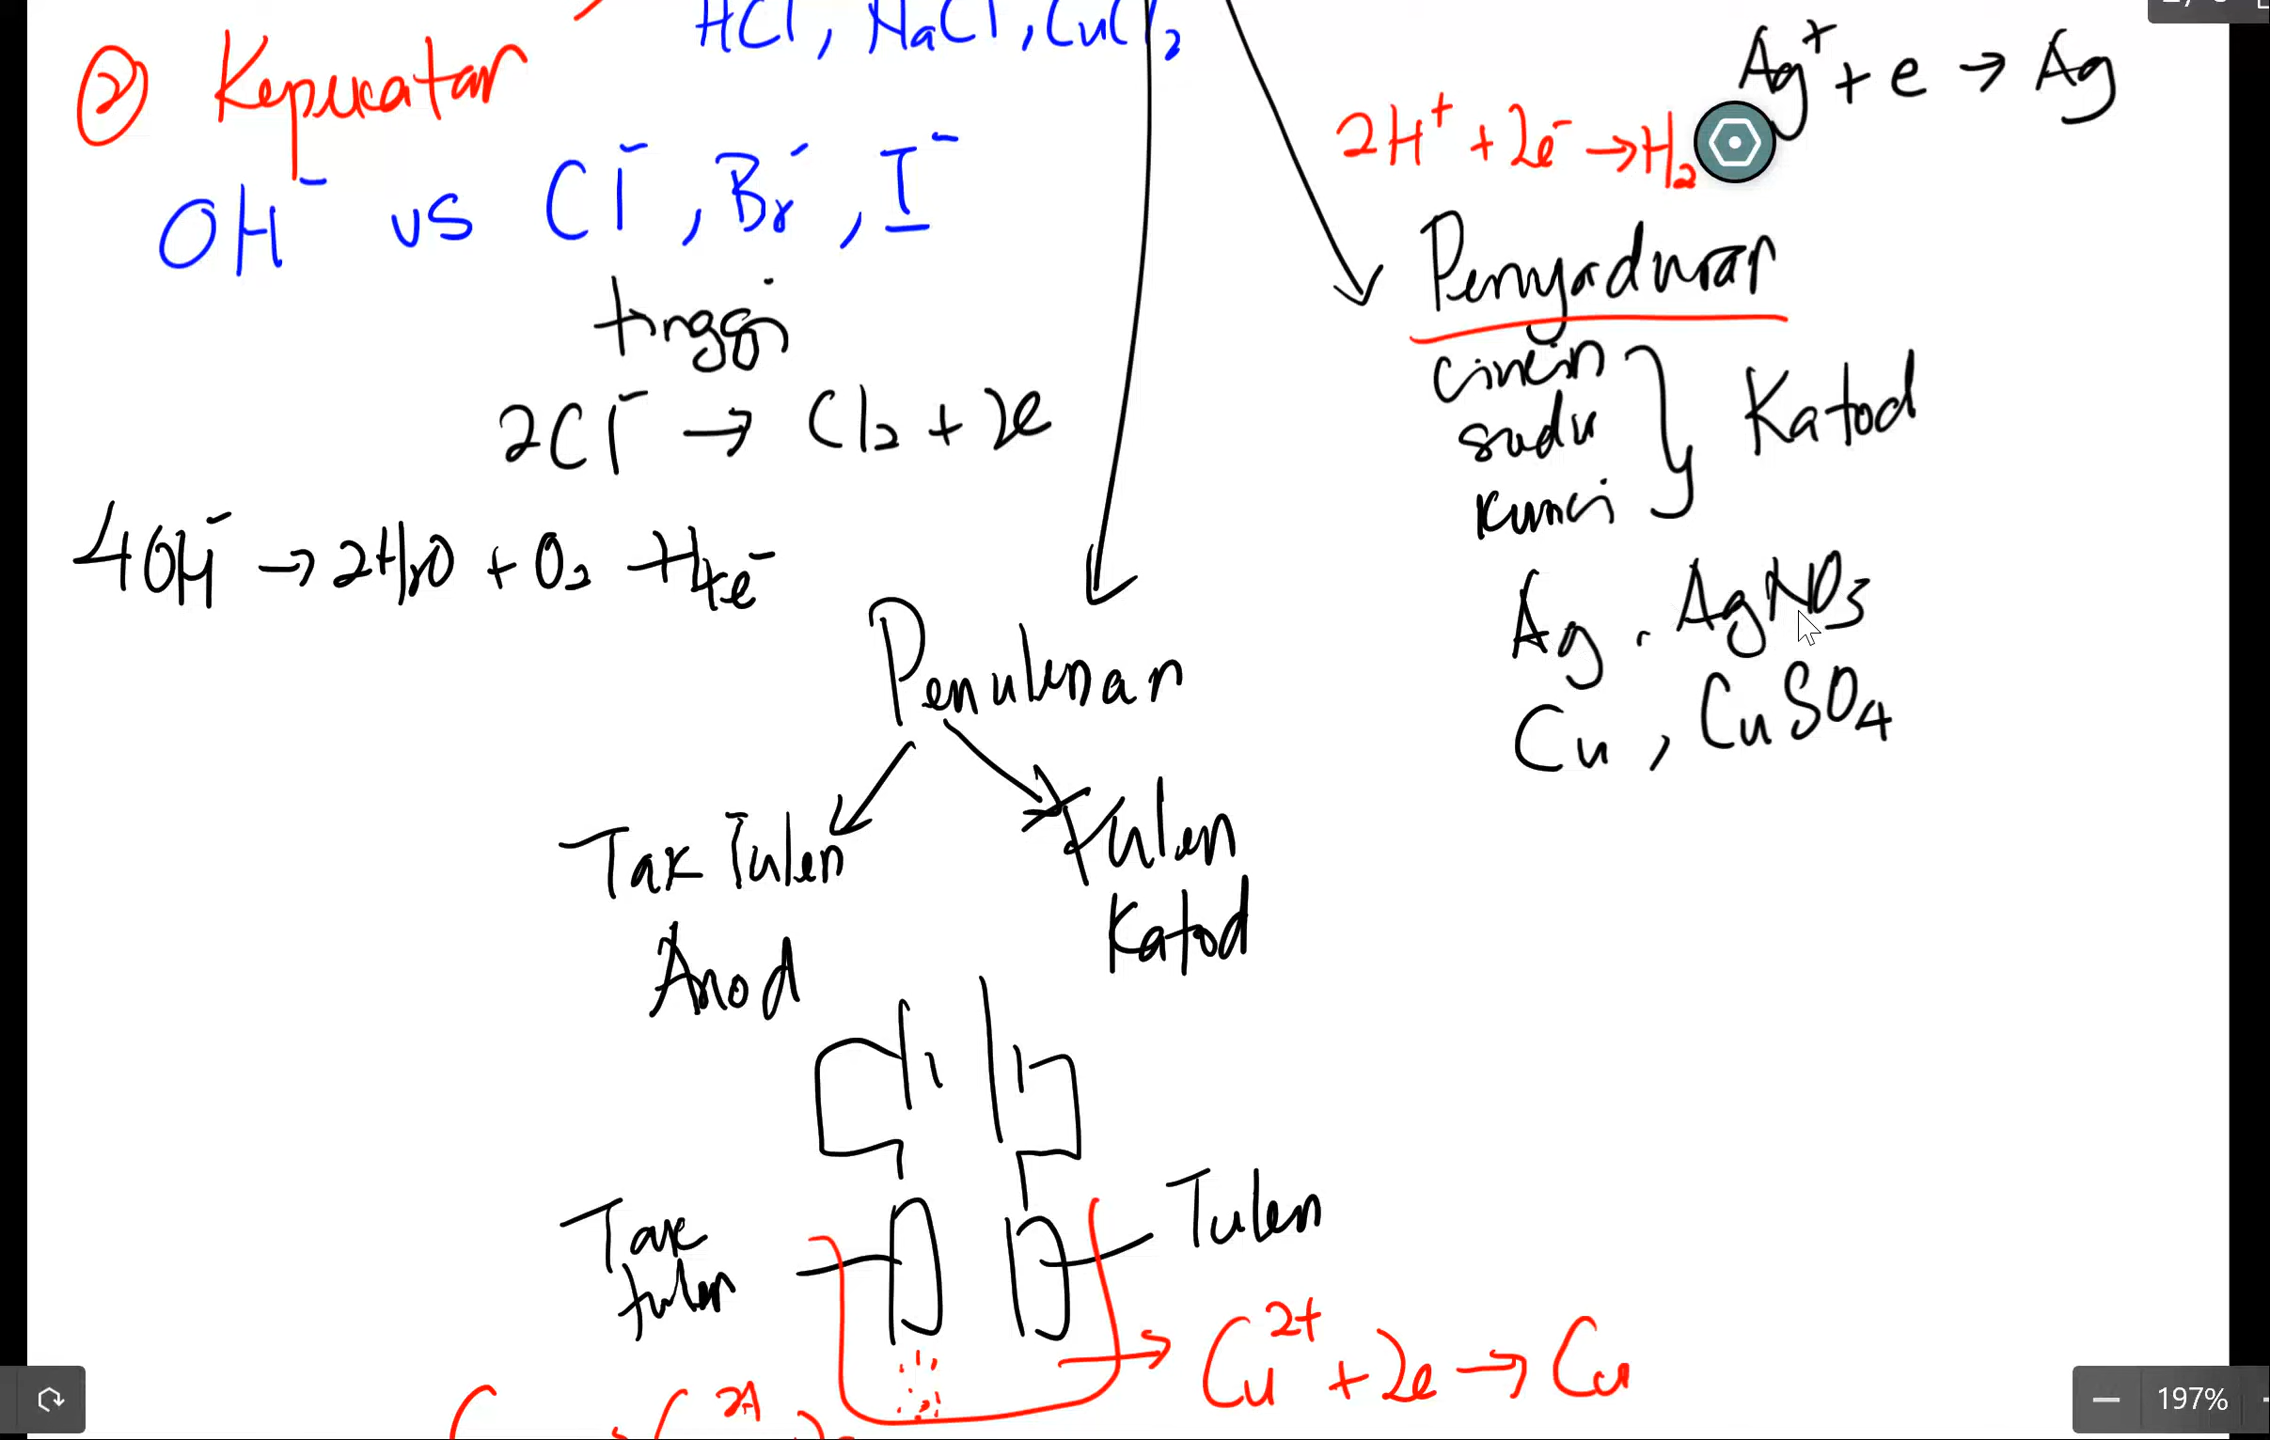 HCl, NaCl, CuCl2
② Kepekatan
OH⁻ vs Cl⁻, Br⁻, I⁻
tinggi
2Cl⁻ → Cl2 + 2e
4OH⁻ → 2H2O + O2 + 4e⁻
Ag⁺ + e → Ag
2H⁺ + 2e⁻ → H2
Penyaduran
cincin
sudu
kunci
Katod
Ag, AgNO3
Cu, CuSO4
Penulenan
Tak Tulen
Anod
Tulen
Katod
Tak
tulen
Tulen
Cu²⁺ + 2e → Cu
197%